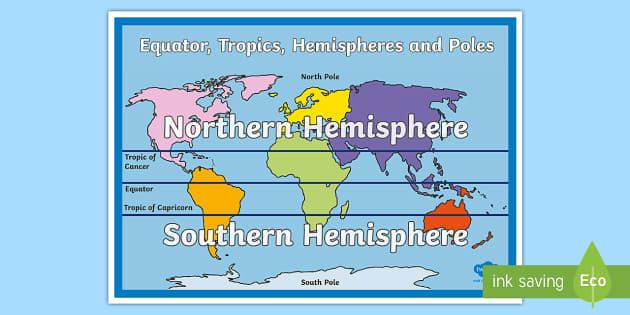 Equator, Tropics, Hemispheres and Poles
North Pole
Northern Hemisphere
Tropic of
Cancer
Equator
Tropic of Capricorn
Southern Hemisphere
South Pole
ink saving
Eco